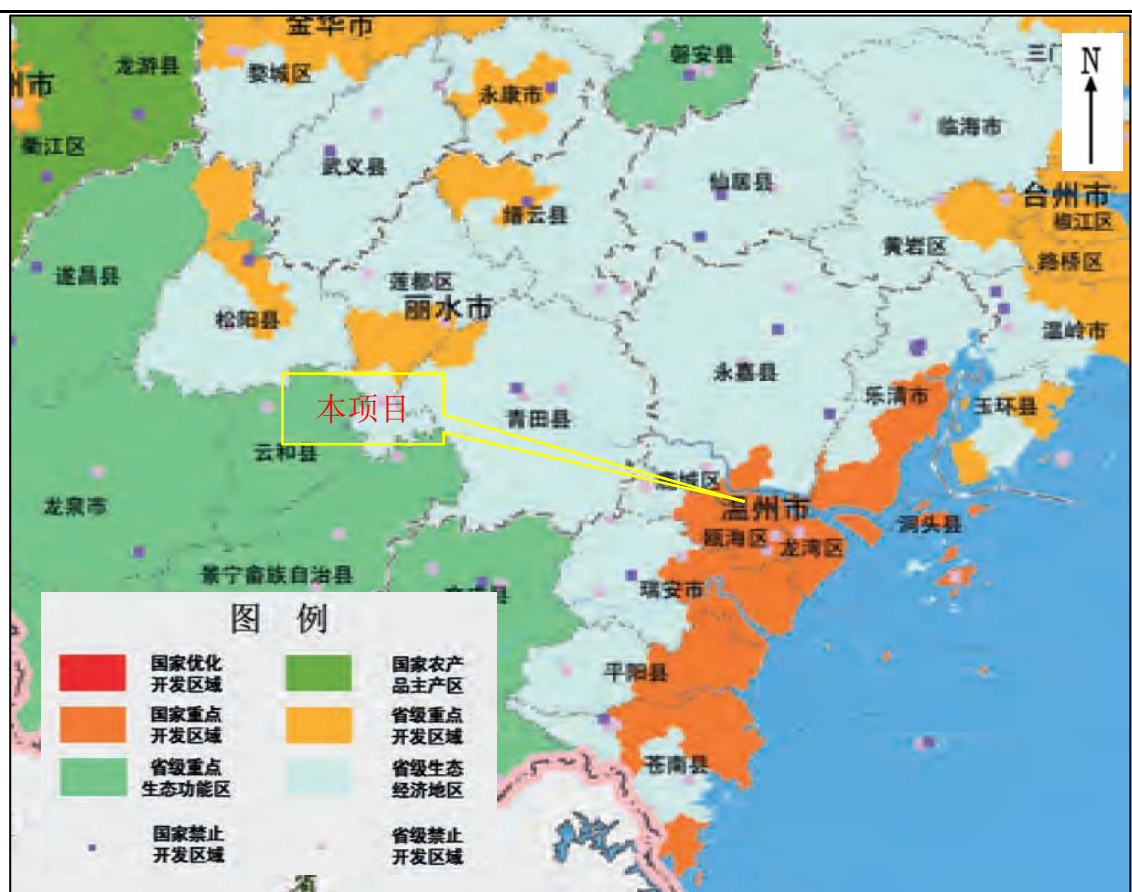 金华市
龙游县
婺城区
磐安县
三门
N
州市
永康市
临海市
衢江区
武义县
仙居县
台州市
椒江区
缙云县
黄岩区
路桥区
遂昌县
莲都区
丽水市
松阳县
温岭市
永嘉县
乐清市
玉环县
本项目
青田县
云和县
鹿城区
龙泉市
温州市
洞头县
瓯海区
龙湾区
景宁畲族自治县
瑞安市
图 例
国家优化
开发区域
国家农产
品主产区
平阳县
国家重点
开发区域
省级重点
开发区域
苍南县
省级重点
生态功能区
省级生态
经济地区
国家禁止
开发区域
省级禁止
开发区域
省